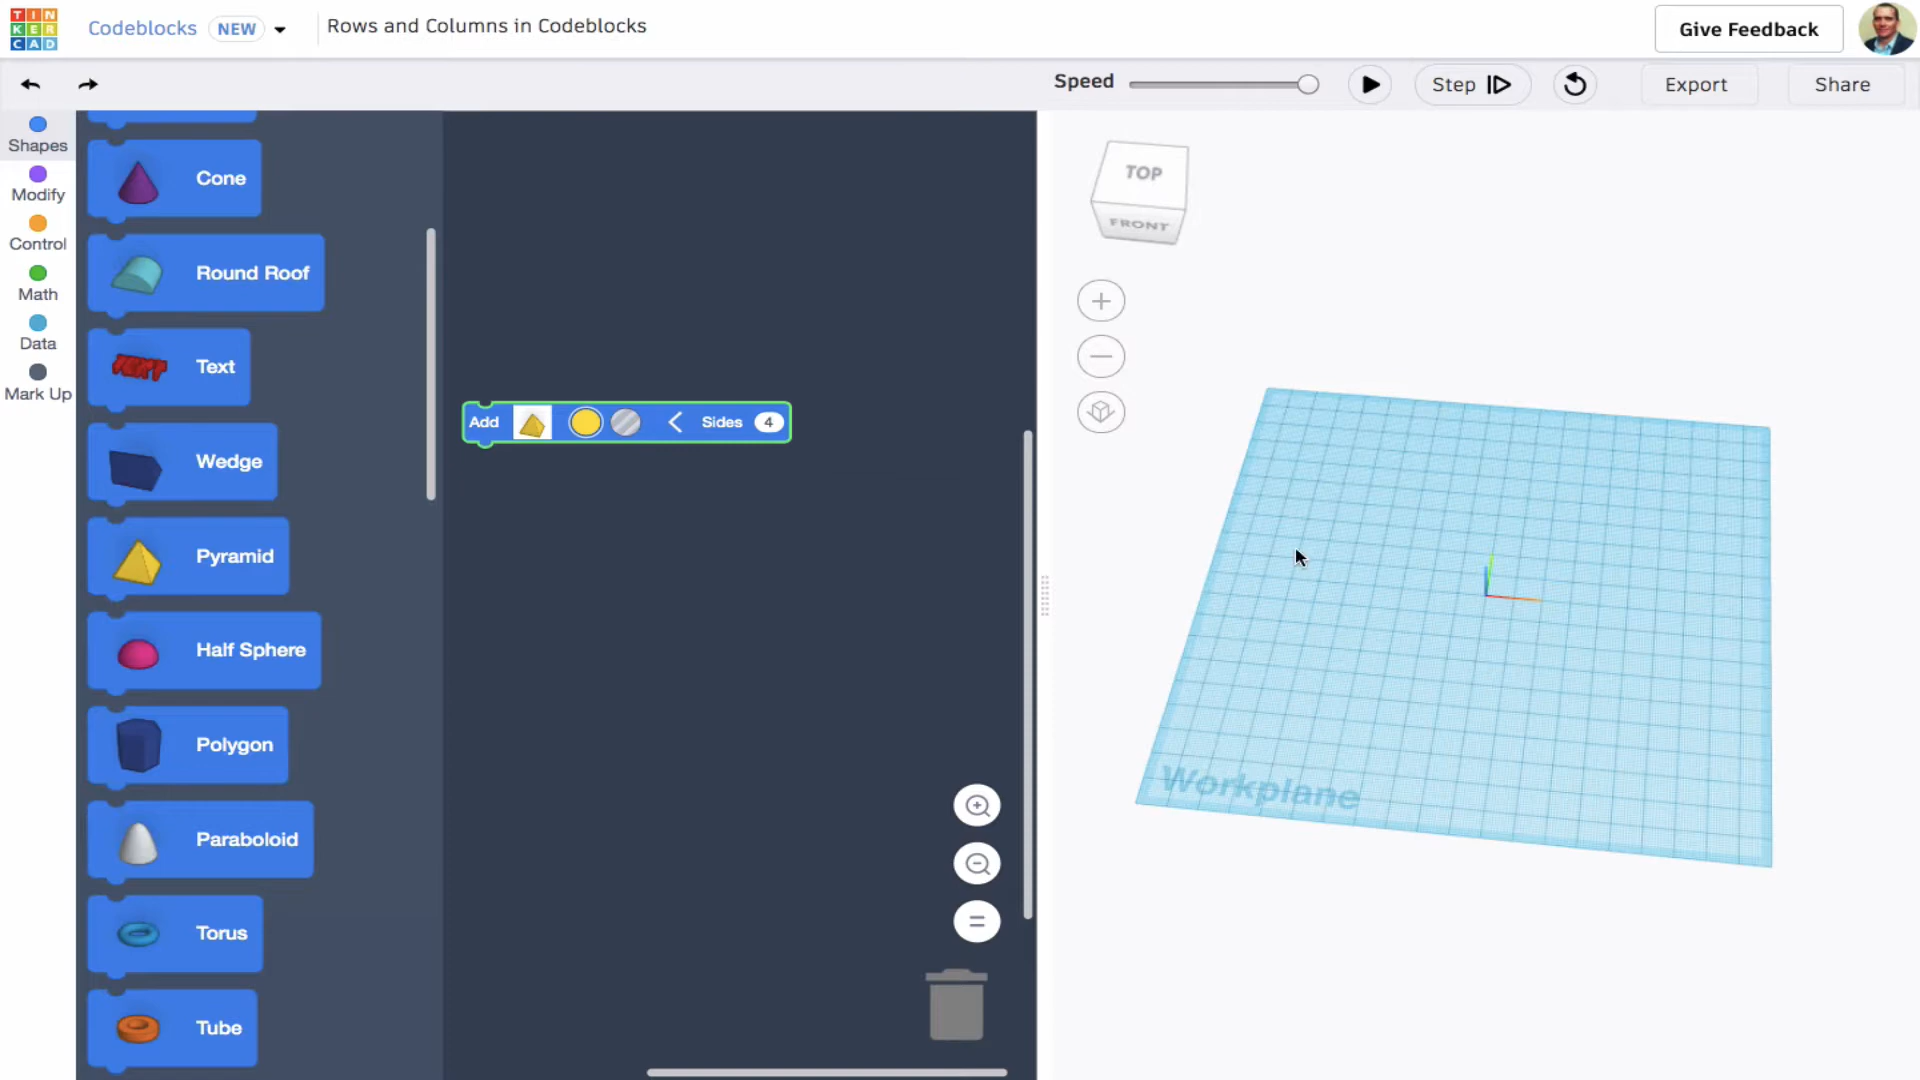 TIN
KER
CAD
Codeblocks
NEW
Rows and Columns in Codeblocks
Give Feedback
Speed
Step
Export
Share
Shapes
Modify
Control
Math
Data
Mark Up
Cone
Round Roof
TEXT
Text
Wedge
Pyramid
Half Sphere
Polygon
Paraboloid
Torus
Tube
Add
Sides
4
TOP
FRONT
Workplane